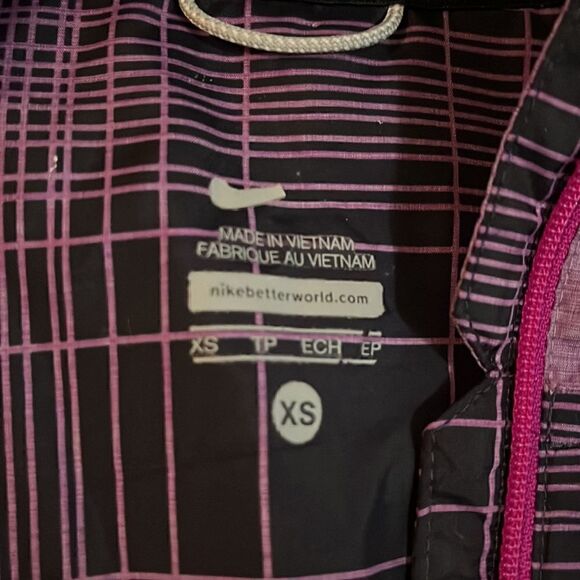 MADE IN VIETNAM
FABRIQUE AU VIETNAM
nikebetterworld.com
XS TP ECH EP
XS